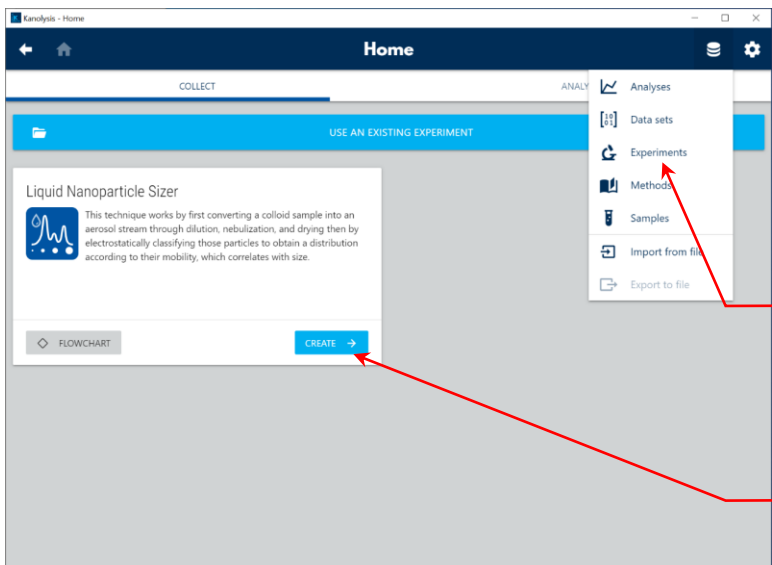 Kanolysis - Home
Home
COLLECT
ANALY
USE AN EXISTING EXPERIMENT
Analyses
Data sets
Experiments
Methods
Samples
Import from file
Export to file
Liquid Nanoparticle Sizer
This technique works by first converting a colloid sample into an
aerosol stream through dilution, nebulization, and drying then by
electrostatically classifying those particles to obtain a distribution
according to their mobility, which correlates with size.
FLOWCHART
CREATE